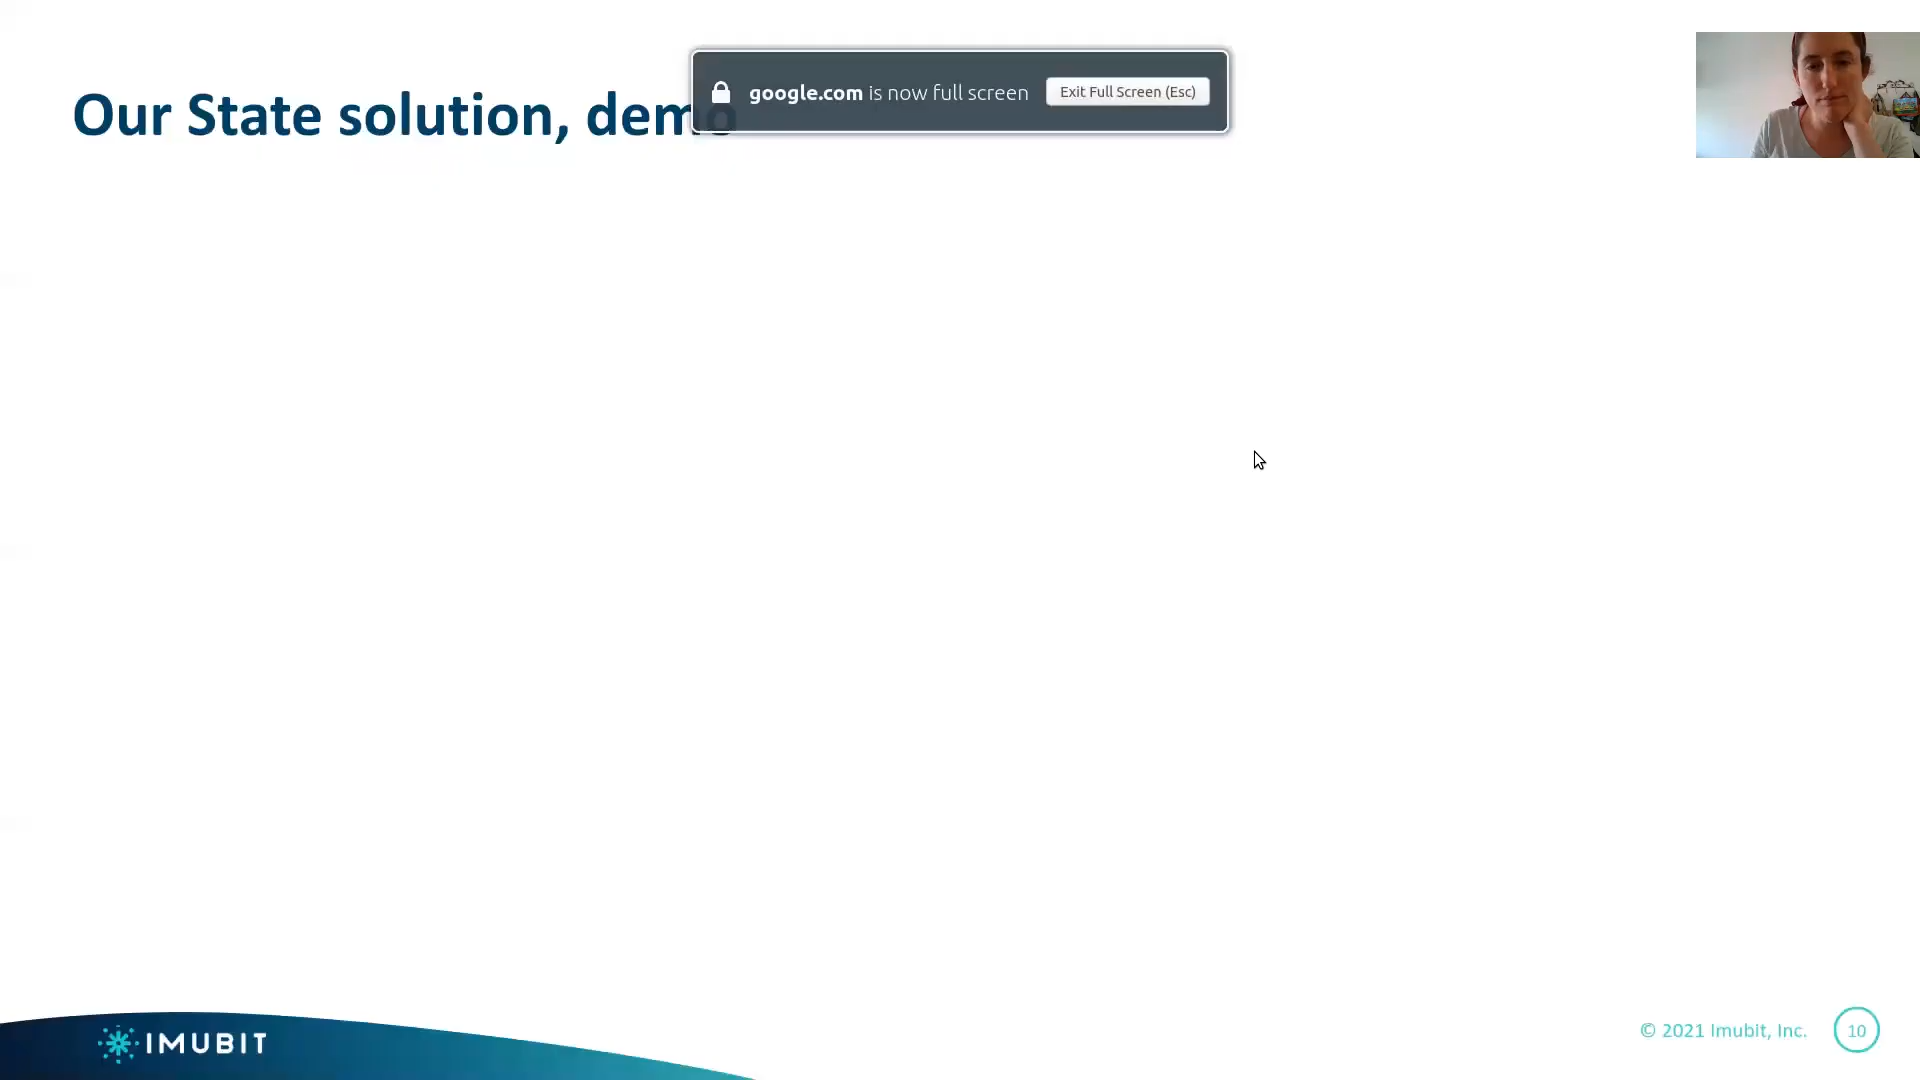 Our State solution, demo
google.com is now full screen
Exit Full Screen (Esc)
IMUBIT
© 2021 Imubit, Inc.
10